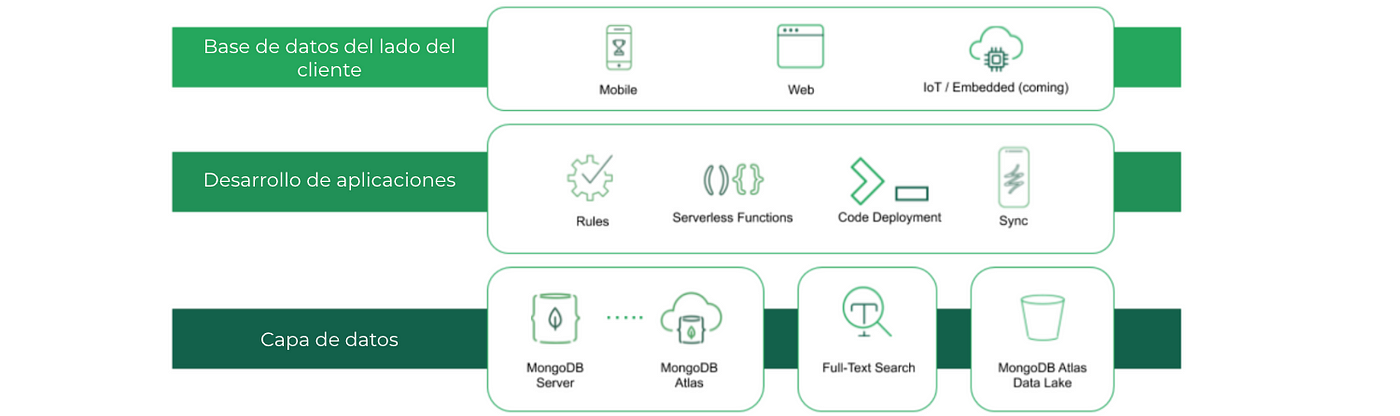 Base de datos del lado del
cliente
Mobile
Web
IoT / Embedded (coming)
Desarrollo de aplicaciones
Rules
Serverless Functions
Code Deployment
Sync
Capa de datos
MongoDB
Server
MongoDB
Atlas
Full-Text Search
MongoDB Atlas
Data Lake